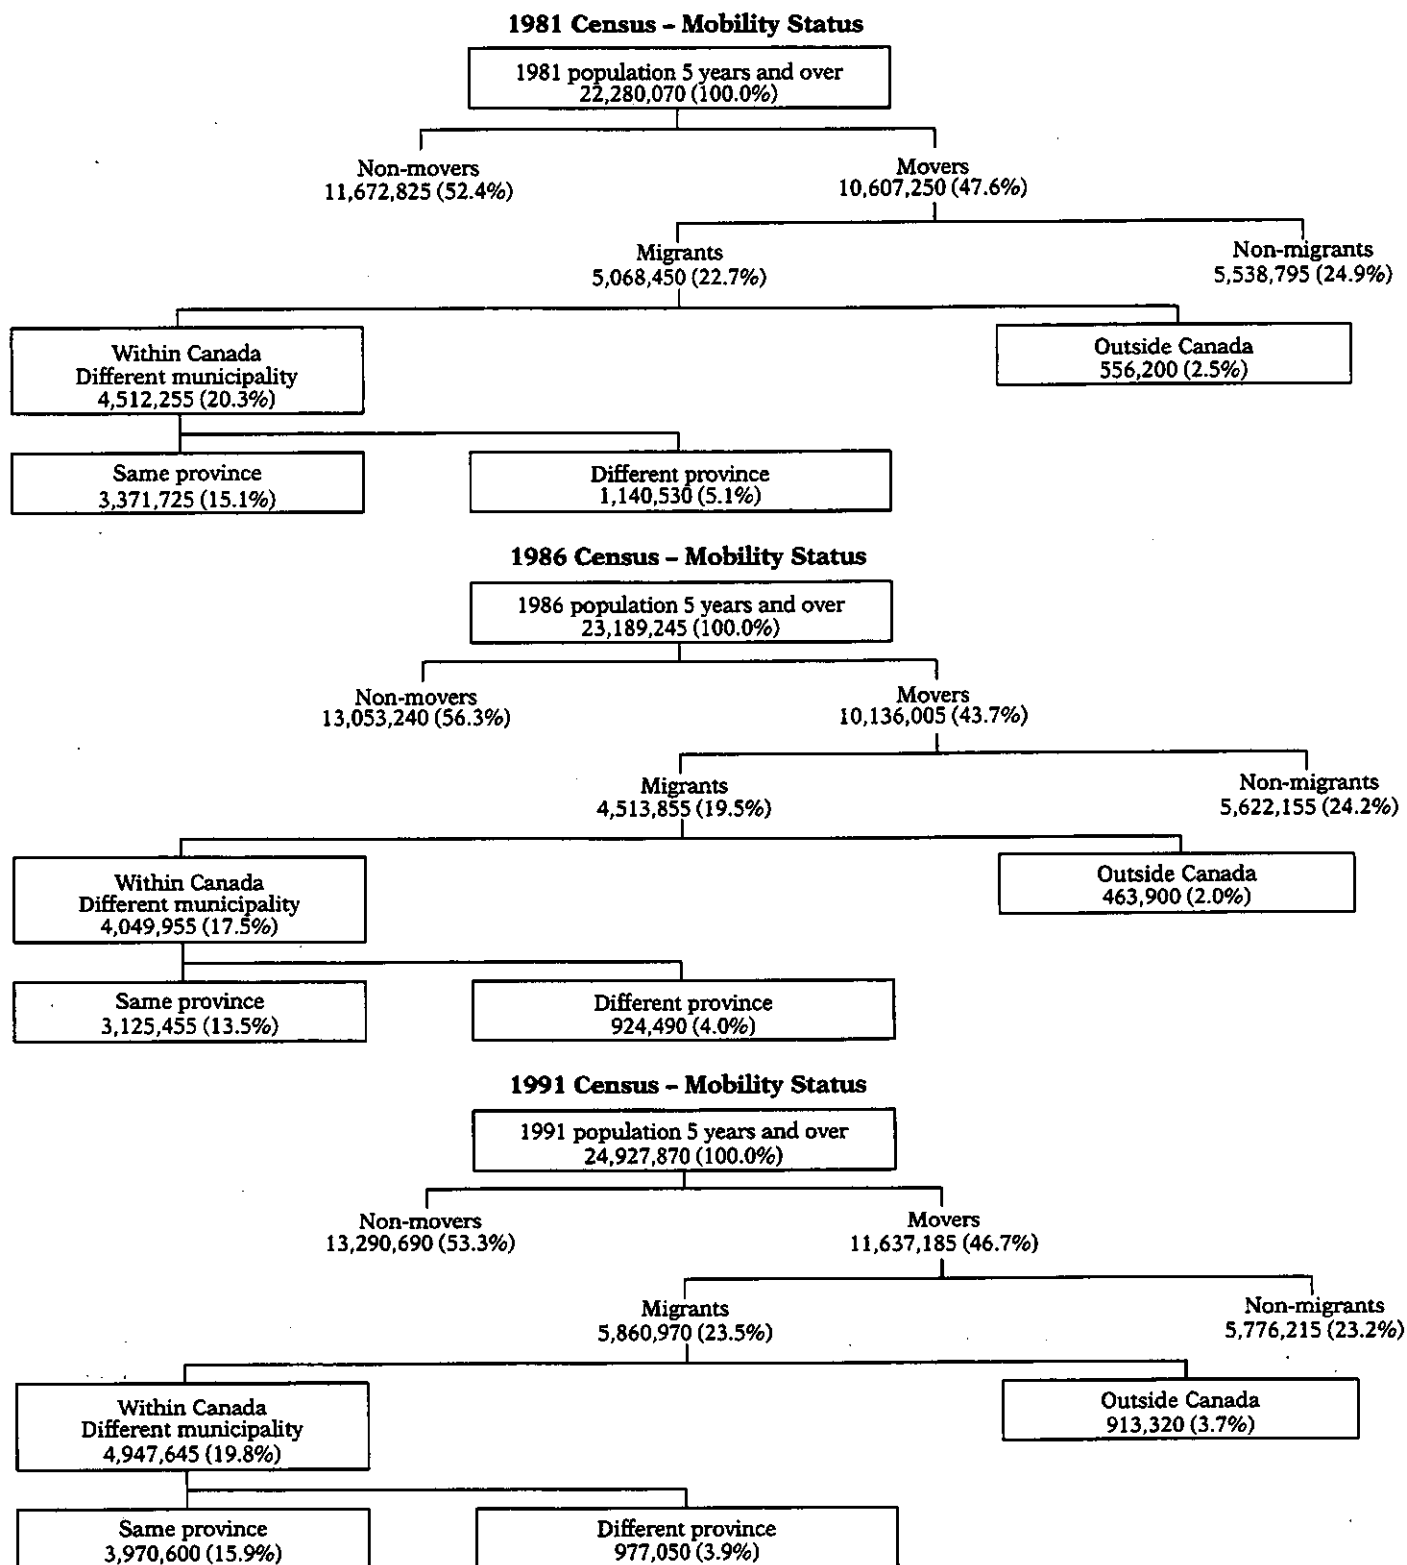 1981 Census – Mobility Status
1981 population 5 years and over
22,280,070 (100.0%)
Non-movers
11,672,825 (52.4%)
Movers
10,607,250 (47.6%)
Migrants
5,068,450 (22.7%)
Non-migrants
5,538,795 (24.9%)
Within Canada
Different municipality
4,512,255 (20.3%)
Outside Canada
556,200 (2.5%)
Same province
3,371,725 (15.1%)
Different province
1,140,530 (5.1%)
1986 Census – Mobility Status
1986 population 5 years and over
23,189,245 (100.0%)
Non-movers
13,053,240 (56.3%)
Movers
10,136,005 (43.7%)
Migrants
4,513,855 (19.5%)
Non-migrants
5,622,155 (24.2%)
Within Canada
Different municipality
4,049,955 (17.5%)
Outside Canada
463,900 (2.0%)
Same province
3,125,455 (13.5%)
Different province
924,490 (4.0%)
1991 Census – Mobility Status
1991 population 5 years and over
24,927,870 (100.0%)
Non-movers
13,290,690 (53.3%)
Movers
11,637,185 (46.7%)
Migrants
5,860,970 (23.5%)
Non-migrants
5,776,215 (23.2%)
Within Canada
Different municipality
4,947,645 (19.8%)
Outside Canada
913,320 (3.7%)
Same province
3,970,600 (15.9%)
Different province
977,050 (3.9%)